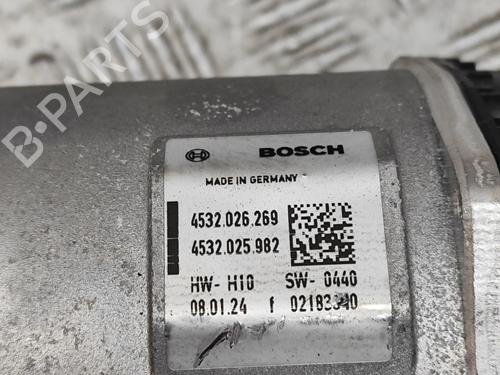 B-PARTS
BOSCH
MADE IN GERMANY
4532.026.269
4532.025.982
HW- H10 SW- 0440
08.01.24 f